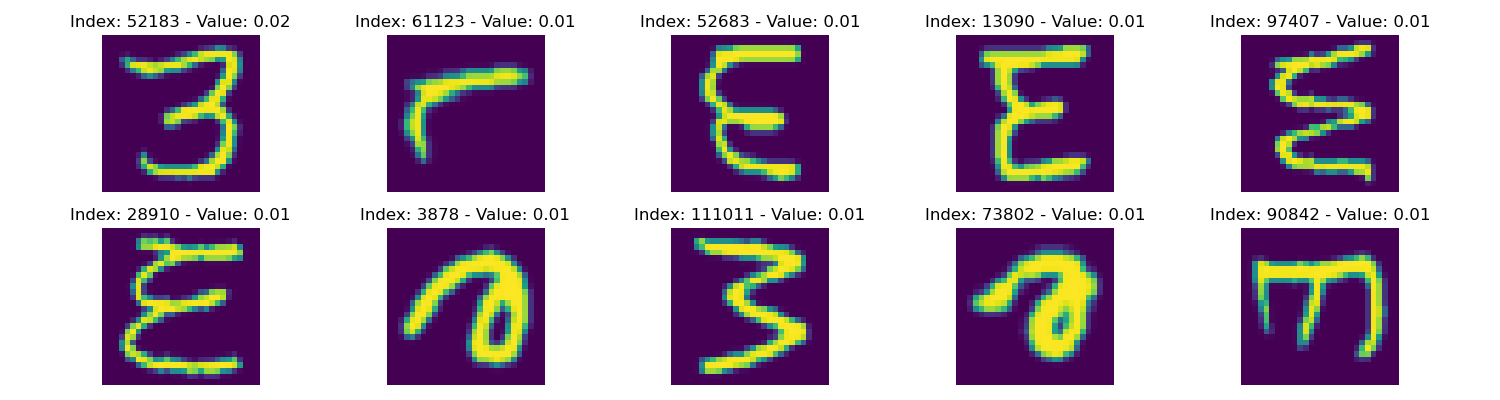 Index: 52183 - Value: 0.02 Index: 61123 - Value: 0.01 Index: 52683 - Value: 0.01 Index: 13090 - Value: 0.01 Index: 97407 - Value: 0.01
3 E E
Index: 28910 - Value: 0.01 Index: 3878 - Value: 0.01 Index: 111011 - Value: 0.01 Index: 73802 - Value: 0.01 Index: 90842 - Value: 0.01